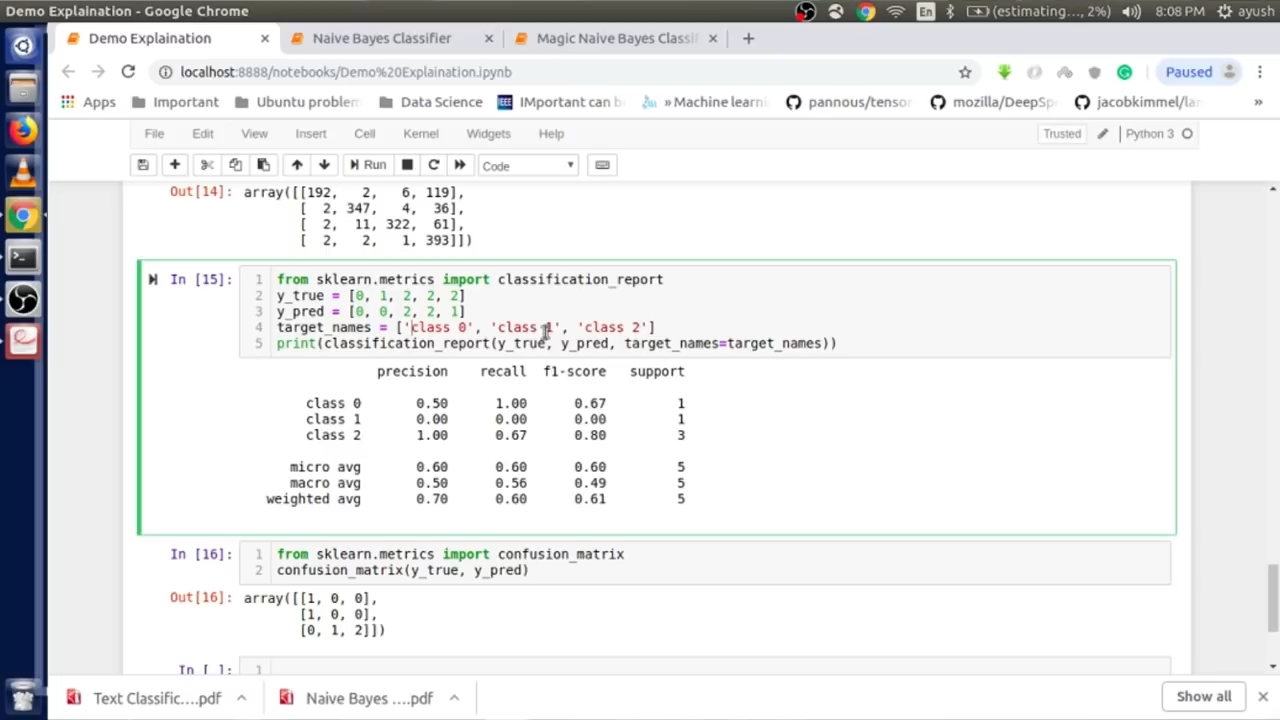 Demo Explaination - Google Chrome
En (estimating..., 2%) 8:08 PM ayush
Demo Explaination
Naive Bayes Classifier
Magic Naive Bayes Classif
localhost:8888/notebooks/Demo%20Explaination.ipynb
Paused
Apps Important Ubuntu problem Data Science IMportant can b » Machine learni pannous/tensor mozilla/DeepSpe jacobkimmel/lan »
File Edit View Insert Cell Kernel Widgets Help
Trusted Python 3
Run Code
Out[14]: array([[192, 2, 6, 119],
[ 2, 347, 4, 36],
[ 2, 11, 322, 61],
[ 2, 2, 1, 393]])
In [15]: 1 from sklearn.metrics import classification_report
2 y_true = [0, 1, 2, 2, 2]
3 y_pred = [0, 0, 2, 2, 1]
4 target_names = ['class 0', 'class 1', 'class 2']
5 print(classification_report(y_true, y_pred, target_names=target_names))
precision recall f1-score support
class 0 0.50 1.00 0.67 1
class 1 0.00 0.00 0.00 1
class 2 1.00 0.67 0.80 3
micro avg 0.60 0.60 0.60 5
macro avg 0.50 0.56 0.49 5
weighted avg 0.70 0.60 0.61 5
In [16]: 1 from sklearn.metrics import confusion_matrix
2 confusion_matrix(y_true, y_pred)
Out[16]: array([[1, 0, 0],
[1, 0, 0],
[0, 1, 2]])
In [ ]: 1
Text Classific....pdf
Naive Bayes ....pdf
Show all